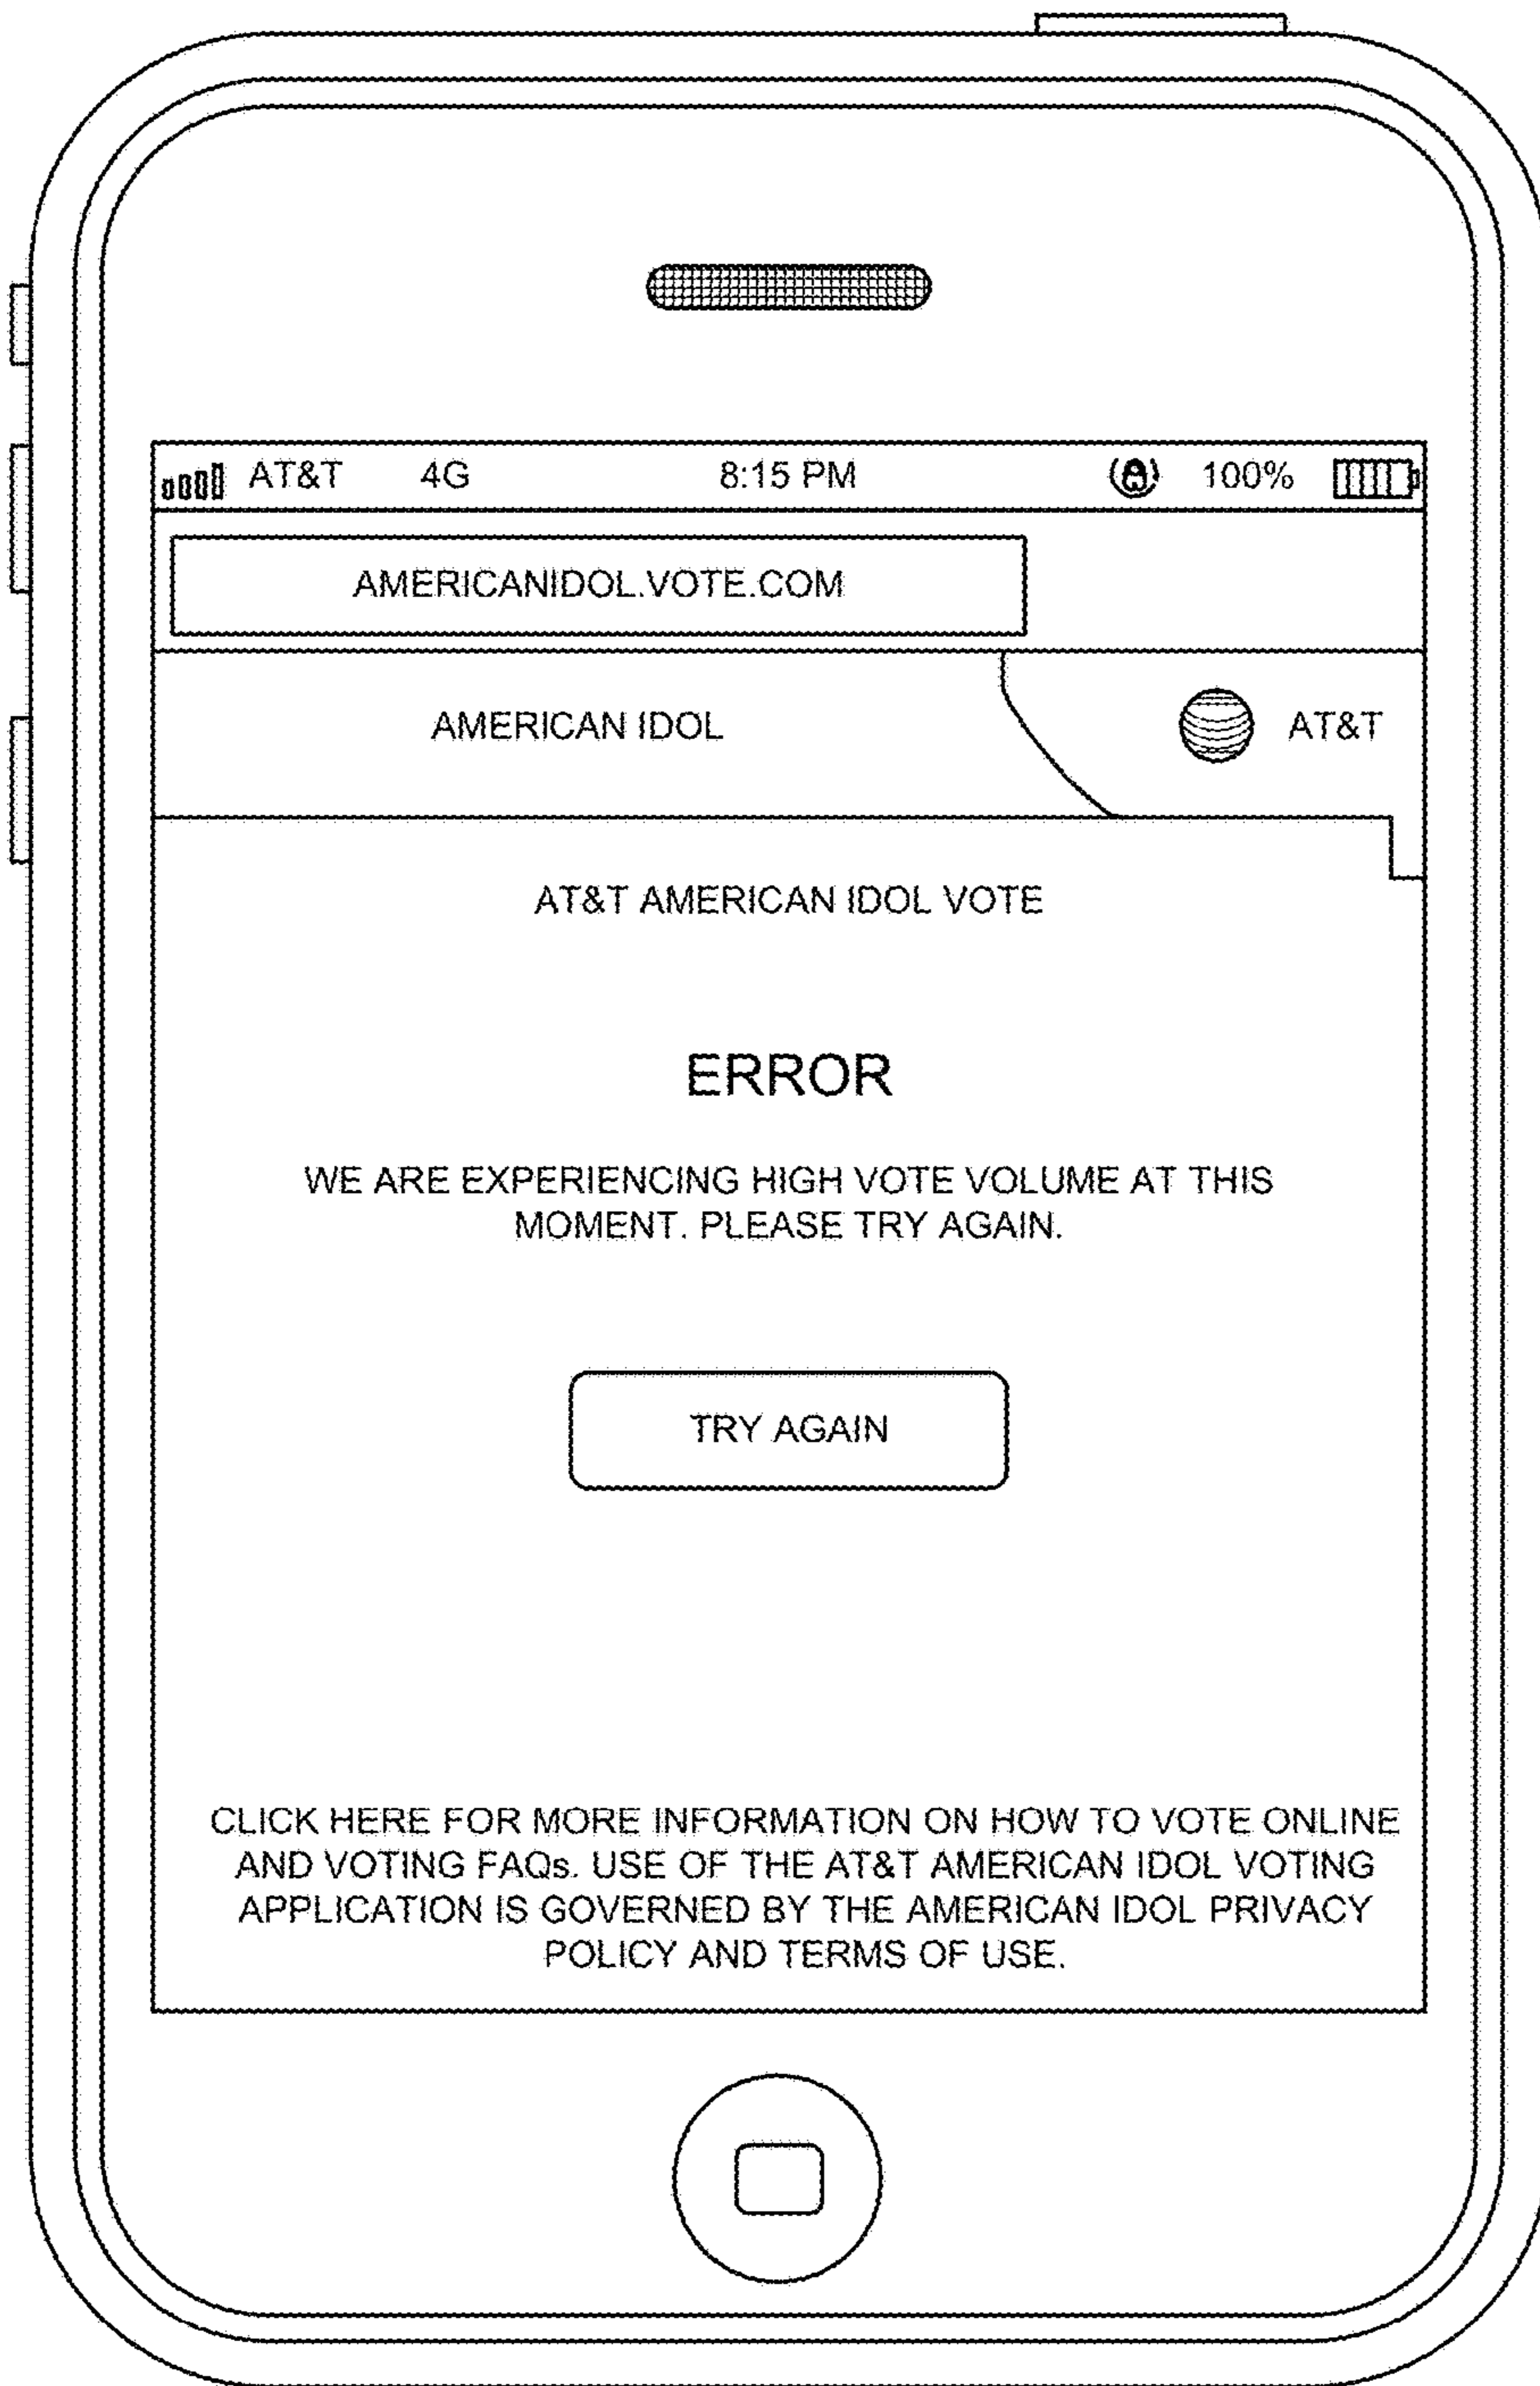 AT&T 4G 8:15 PM 100%
AMERICANIDOL.VOTE.COM
AMERICAN IDOL AT&T
AT&T AMERICAN IDOL VOTE
ERROR
WE ARE EXPERIENCING HIGH VOTE VOLUME AT THIS
MOMENT. PLEASE TRY AGAIN.
TRY AGAIN
CLICK HERE FOR MORE INFORMATION ON HOW TO VOTE ONLINE
AND VOTING FAQs. USE OF THE AT&T AMERICAN IDOL VOTING
APPLICATION IS GOVERNED BY THE AMERICAN IDOL PRIVACY
POLICY AND TERMS OF USE.